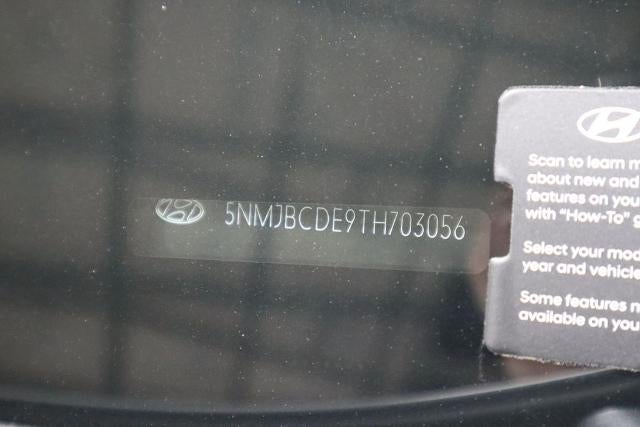 5NMJBCDE9TH703056
Scan to learn m
about new and
features on you
with "How-To" g
Select your mod
year and vehicle
Some features n
available on you